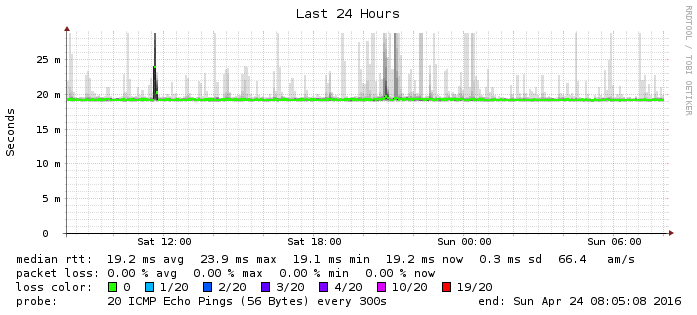 Last 24 Hours
RRDTOOL / TOBI OETIKER
Seconds
25 m
20 m
15 m
10 m
5 m
0
Sat 12:00 Sat 18:00 Sun 00:00 Sun 06:00
median rtt: 19.2 ms avg 23.9 ms max 19.1 ms min 19.2 ms now 0.3 ms sd 66.4 am/s
packet loss: 0.00 % avg 0.00 % max 0.00 % min 0.00 % now
loss color: 0 1/20 2/20 3/20 4/20 10/20 19/20
probe: 20 ICMP Echo Pings (56 Bytes) every 300s end: Sun Apr 24 08:05:08 2016